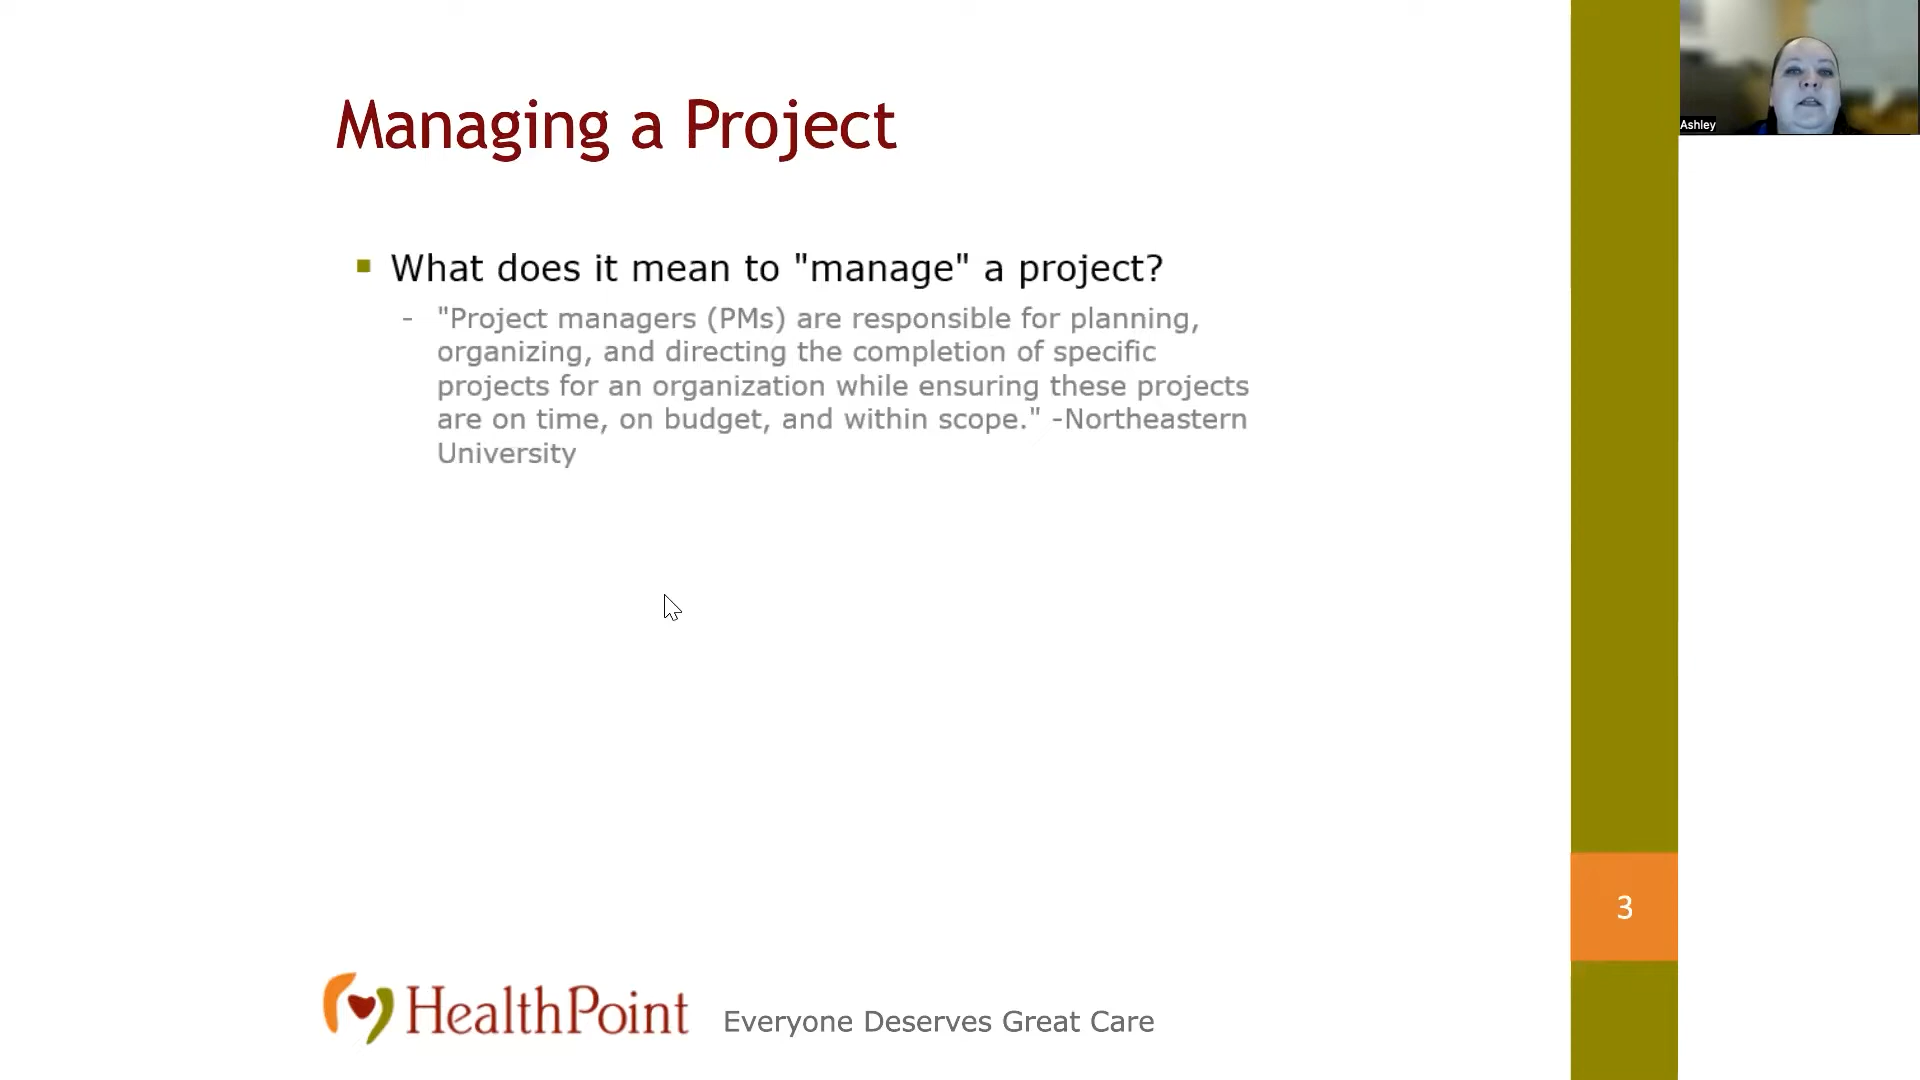 Managing a Project
What does it mean to "manage" a project?
- "Project managers (PMs) are responsible for planning,
organizing, and directing the completion of specific
projects for an organization while ensuring these projects
are on time, on budget, and within scope." -Northeastern
University
3
HealthPoint
Everyone Deserves Great Care
Ashley